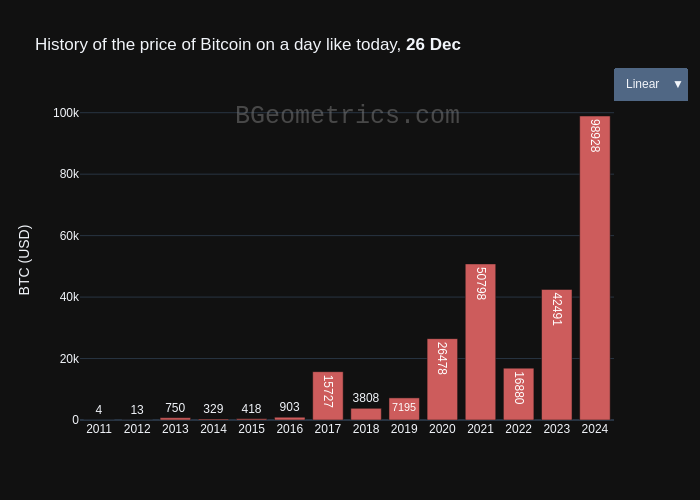 History of the price of Bitcoin on a day like today, 26 Dec
Linear ▼
BGeometrics.com
100k
80k
60k
40k
20k
0
BTC (USD)
4
13
750
329
418
903
15727
3808
7195
26478
50798
16880
42491
98928
2011 2012 2013 2014 2015 2016 2017 2018 2019 2020 2021 2022 2023 2024